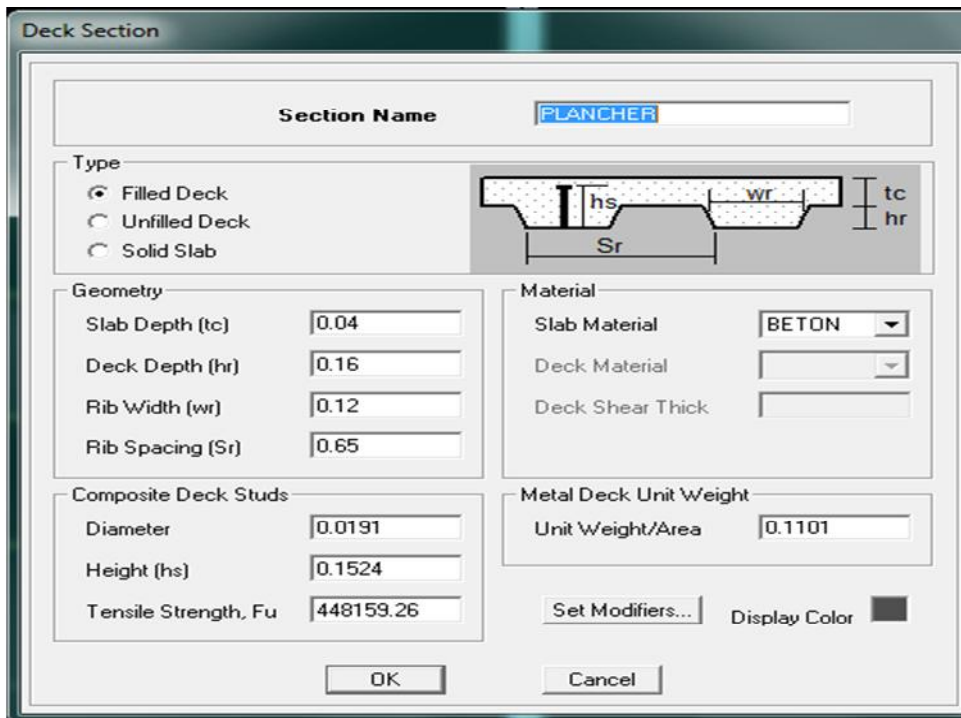 Deck Section
Section Name PLANCHER
Type
Filled Deck
Unfilled Deck
Solid Slab
hs
wr
tc
hr
Sr
Geometry
Slab Depth (tc) 0.04
Deck Depth (hr) 0.16
Rib Width (wr) 0.12
Rib Spacing (Sr) 0.65
Material
Slab Material BETON
Deck Material
Deck Shear Thick
Composite Deck Studs
Diameter 0.0191
Height (hs) 0.1524
Tensile Strength, Fu 448159.26
Metal Deck Unit Weight
Unit Weight/Area 0.1101
Set Modifiers... Display Color
OK Cancel